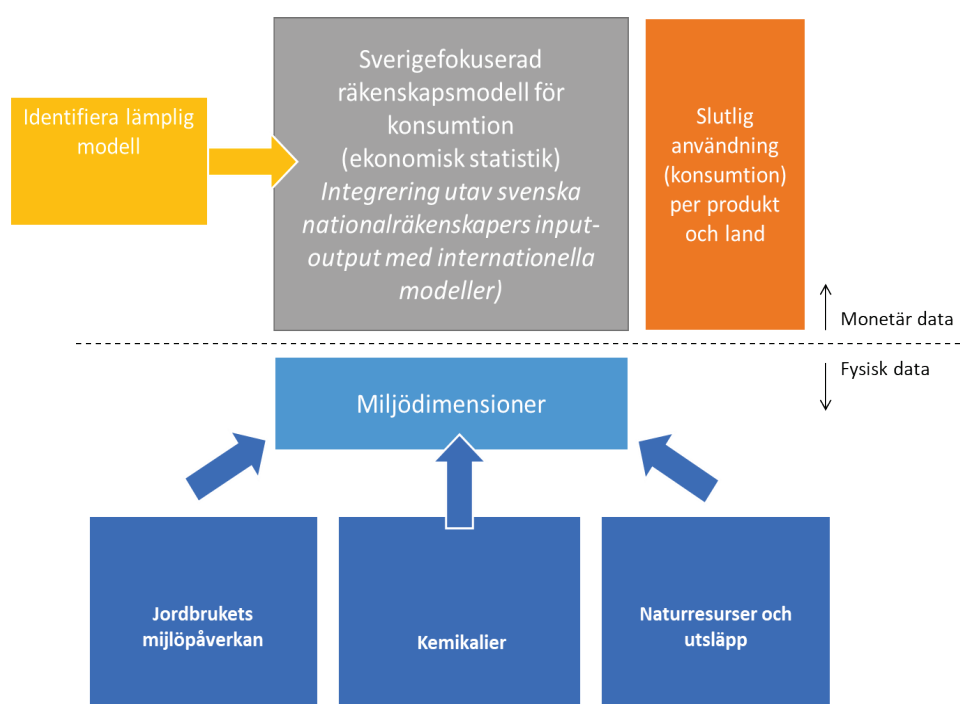 Identifiera lämplig
modell
Sverigefokuserad
räkenskapsmodell för
konsumtion
(ekonomisk statistik)
Integrering utav svenska
nationalräkenskapers input-
output med internationella
modeller)
Slutlig
användning
(konsumtion)
per produkt
och land
Monetär data
Fysisk data
Miljödimensioner
Jordbrukets
mijlöpåverkan
Kemikalier
Naturresurser och
utsläpp